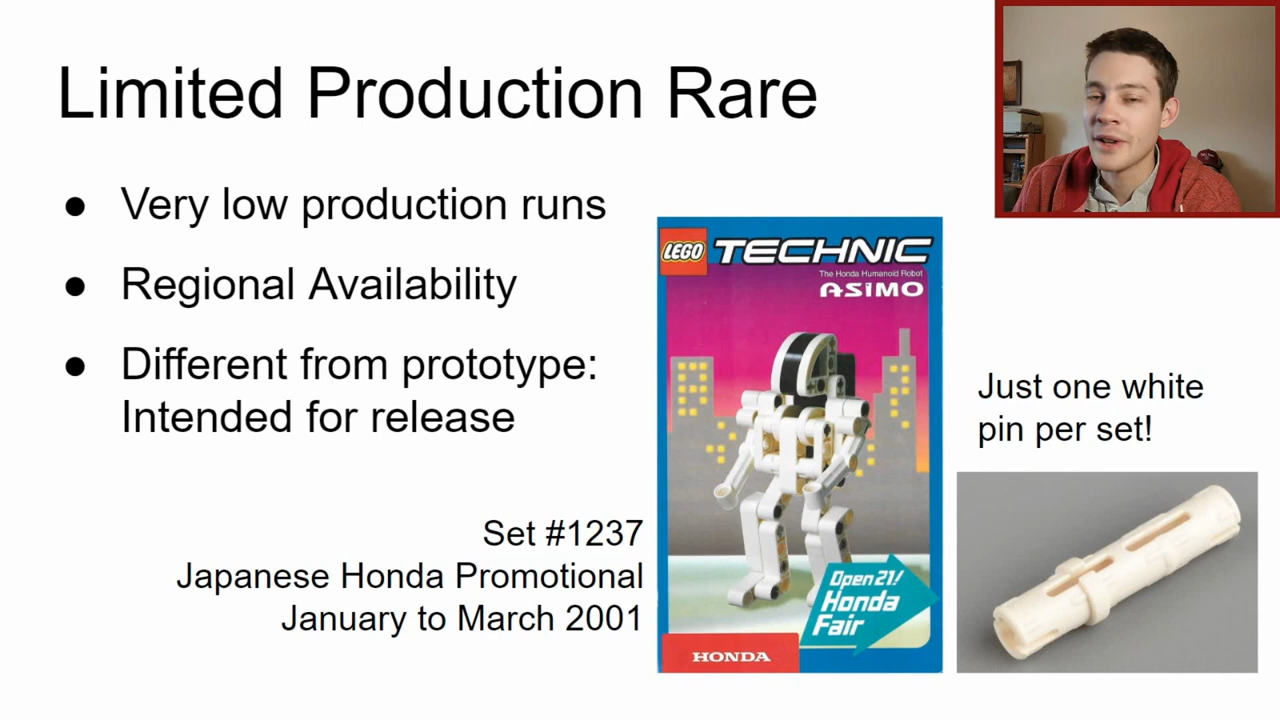 Limited Production Rare
● Very low production runs
● Regional Availability
● Different from prototype:
Intended for release
Set #1237
Japanese Honda Promotional
January to March 2001
LEGO TECHNIC
The Honda Humanoid Robot
ASIMO
Open 21!
Honda
Fair
HONDA
Just one white
pin per set!